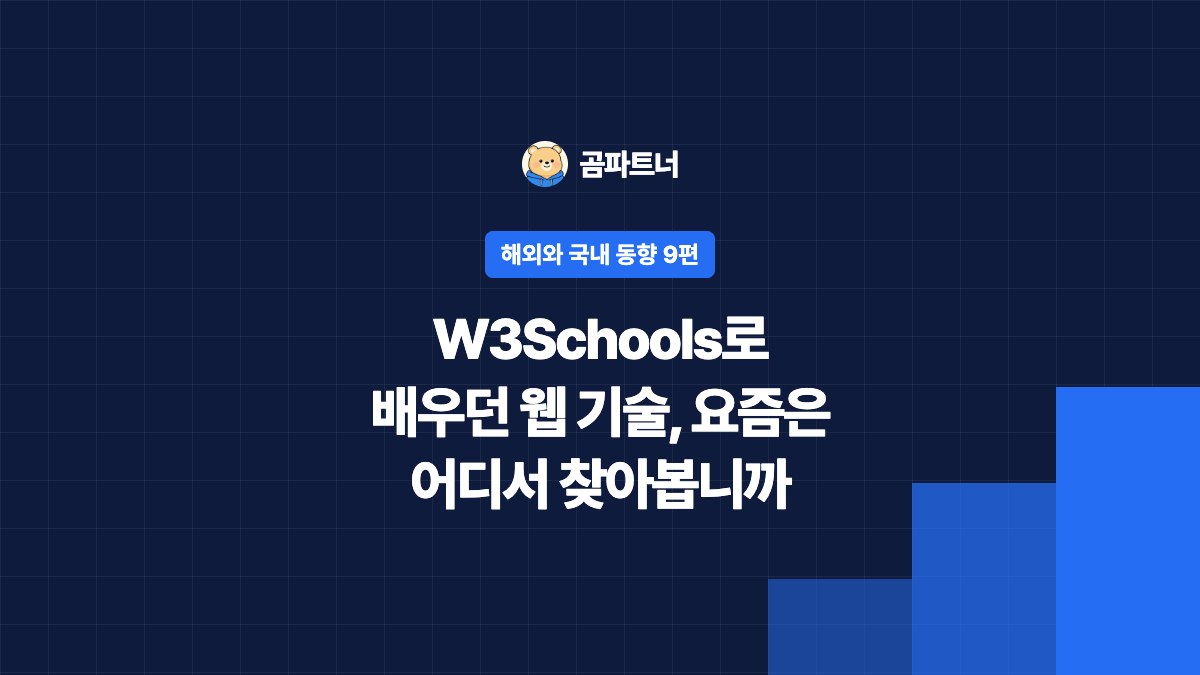 곰파트너
해외와 국내 동향 9편
W3Schools로
배우던 웹 기술, 요즘은
어디서 찾아봅니까